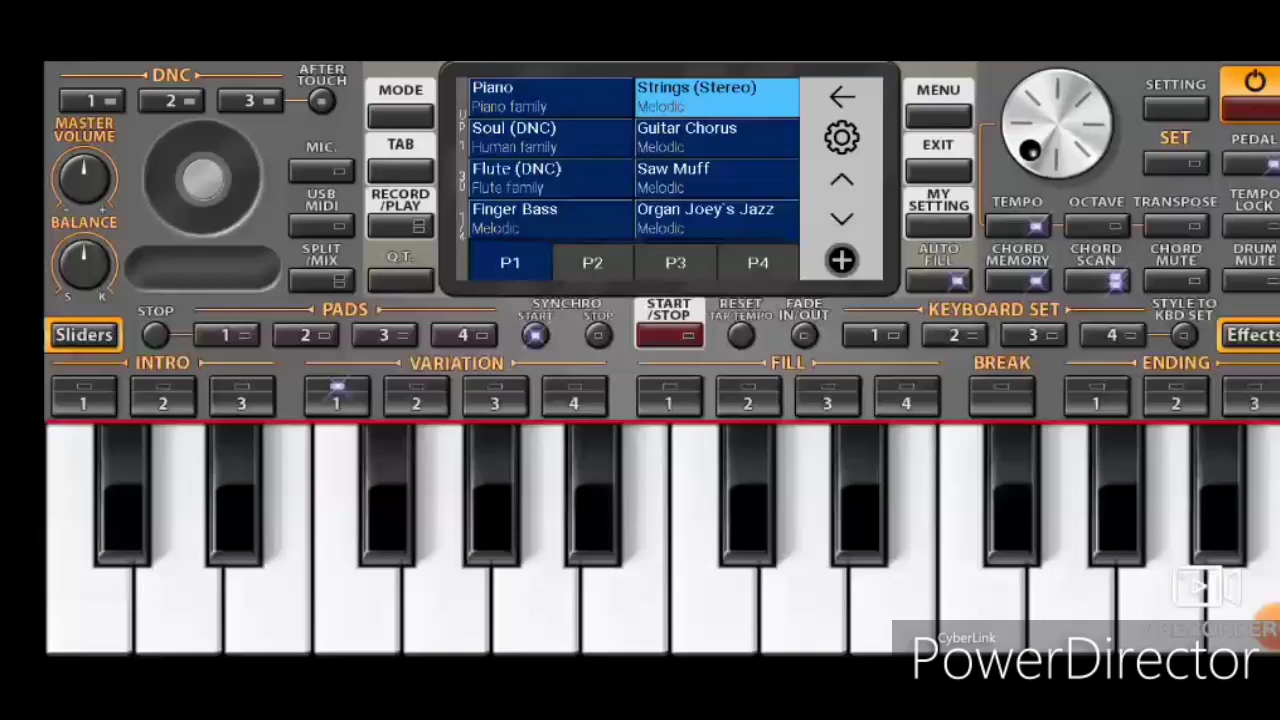 DNC
AFTER
TOUCH
1
2
3
MASTER
VOLUME
- +
BALANCE
S K
MIC.
USB
MIDI
SPLIT
/MIX
MODE
TAB
RECORD
/PLAY
Q.T.
Piano
Piano family
Strings (Stereo)
Melodic
Soul (DNC)
Human family
Guitar Chorus
Melodic
Flute (DNC)
Flute family
Saw Muff
Melodic
Finger Bass
Melodic
Organ Joey`s Jazz
Melodic
P1
P2
P3
P4
MENU
EXIT
MY
SETTING
AUTO
FILL
SETTING
SET
PEDAL
TEMPO
OCTAVE
TRANSPOSE
TEMPO
LOCK
CHORD
MEMORY
CHORD
SCAN
CHORD
MUTE
DRUM
MUTE
Sliders
STOP
PADS
1
2
3
4
SYNCHRO
START
STOP
START
/STOP
RESET
TAP TEMPO
FADE
IN/OUT
KEYBOARD SET
1
2
3
4
STYLE TO
KBD SET
Effects
INTRO
1
2
3
VARIATION
1
2
3
4
FILL
1
2
3
4
BREAK
ENDING
1
2
3
RECORDER
CyberLink
PowerDirector